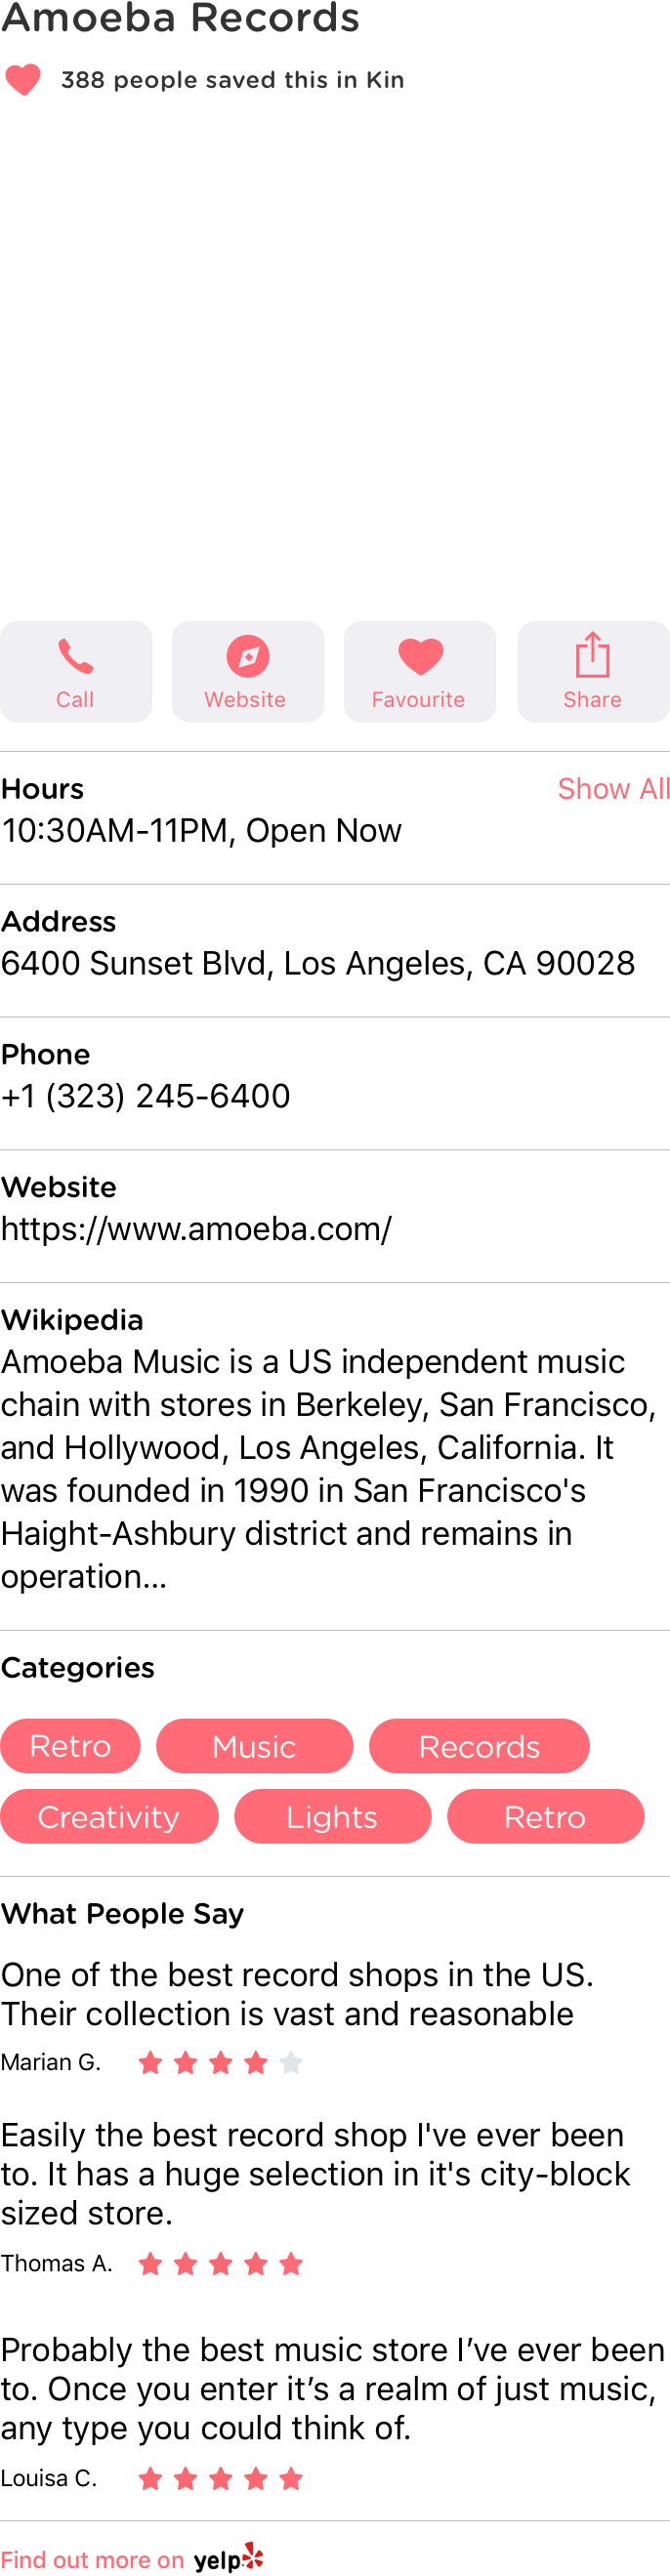 Amoeba Records
388 people saved this in Kin
Call
Website
Favourite
Share
Hours
Show All
10:30AM-11PM, Open Now
Address
6400 Sunset Blvd, Los Angeles, CA 90028
Phone
+1 (323) 245-6400
Website
https://www.amoeba.com/
Wikipedia
Amoeba Music is a US independent music
chain with stores in Berkeley, San Francisco,
and Hollywood, Los Angeles, California. It
was founded in 1990 in San Francisco's
Haight-Ashbury district and remains in
operation...
Categories
Retro
Music
Records
Creativity
Lights
Retro
What People Say
One of the best record shops in the US.
Their collection is vast and reasonable
Marian G.
Easily the best record shop I've ever been
to. It has a huge selection in it's city-block
sized store.
Thomas A.
Probably the best music store I’ve ever been
to. Once you enter it’s a realm of just music,
any type you could think of.
Louisa C.
Find out more on yelp